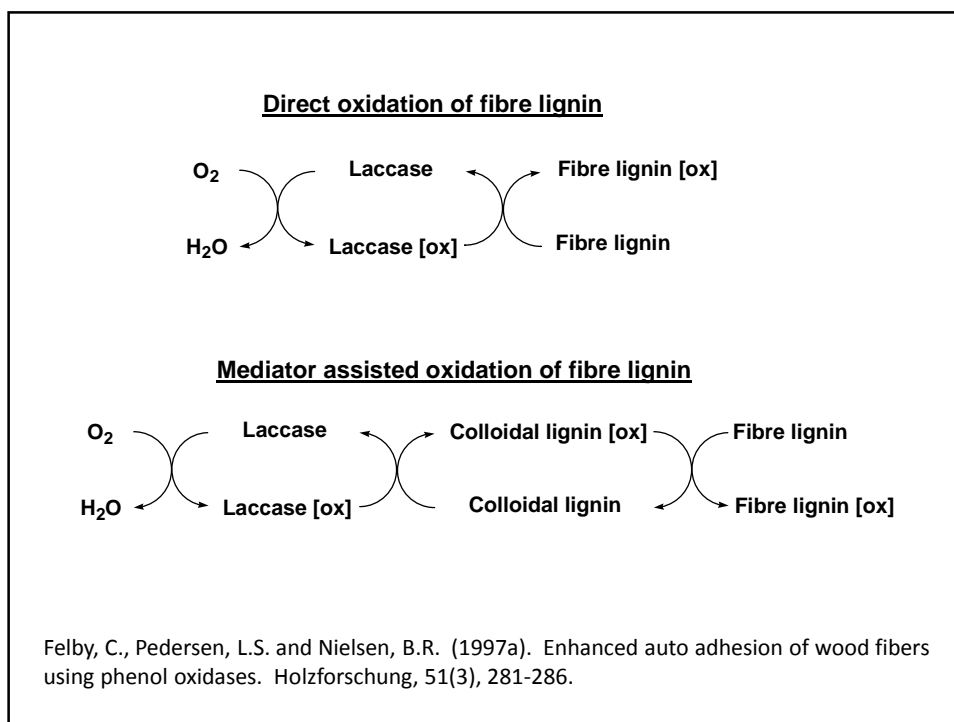 Direct oxidation of fibre lignin
O2 Laccase Fibre lignin [ox]
H2O Laccase [ox] Fibre lignin
Mediator assisted oxidation of fibre lignin
O2 Laccase Colloidal lignin [ox] Fibre lignin
H2O Laccase [ox] Colloidal lignin Fibre lignin [ox]
Felby, C., Pedersen, L.S. and Nielsen, B.R. (1997a). Enhanced auto adhesion of wood fibers
using phenol oxidases. Holzforschung, 51(3), 281-286.